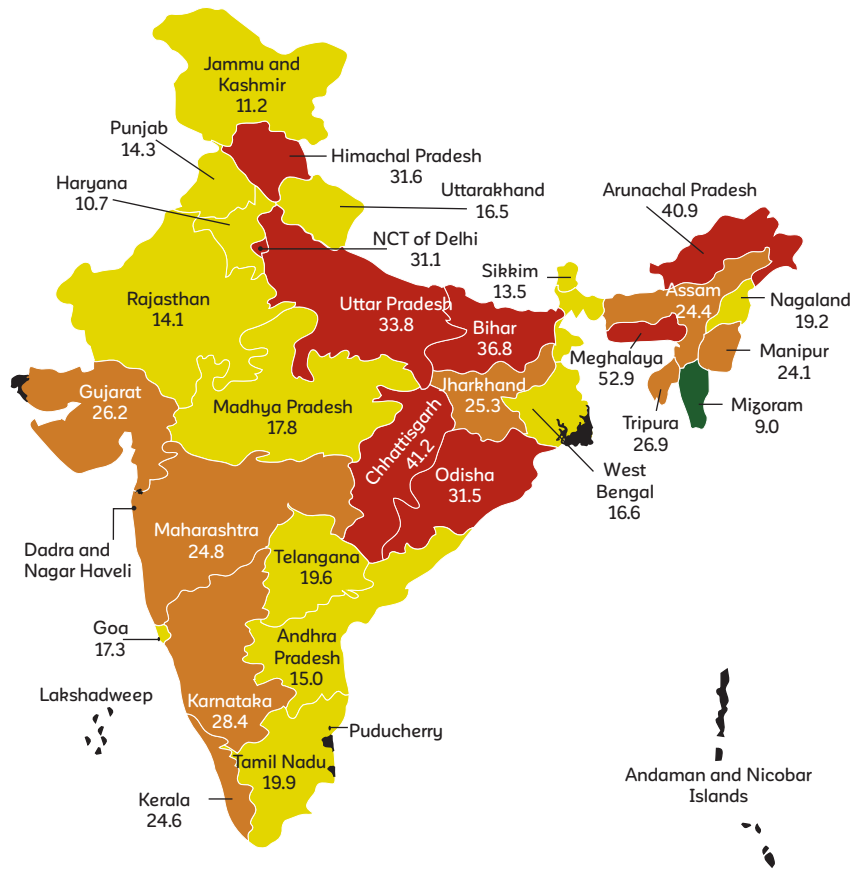 Jammu and
Kashmir
11.2
Punjab
14.3
Himachal Pradesh
31.6
Haryana
10.7
Uttarakhand
16.5
Arunachal Pradesh
40.9
NCT of Delhi
31.1
Sikkim
13.5
Assam
24.4
Nagaland
19.2
Rajasthan
14.1
Uttar Pradesh
33.8
Bihar
36.8
Meghalaya
52.9
Manipur
24.1
Gujarat
26.2
Madhya Pradesh
17.8
Jharkhand
25.3
Tripura
26.9
Mizoram
9.0
Chhattisgarh
41.2
Odisha
31.5
West
Bengal
16.6
Maharashtra
24.8
Dadra and
Nagar Haveli
Telangana
19.6
Goa
17.3
Andhra
Pradesh
15.0
Lakshadweep
Karnataka
28.4
Puducherry
Tamil Nadu
19.9
Andaman and Nicobar
Islands
Kerala
24.6